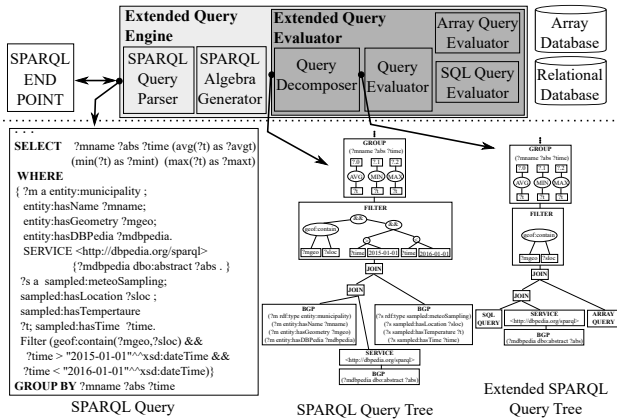 Extended Query
Engine
Extended Query
Evaluator
Array Query
Evaluator
Array
Database
SPARQL
END
POINT
SPARQL
Query
Parser
SPARQL
Algebra
Generator
Query
Decomposer
Query
Evaluator
SQL Query
Evaluator
Relational
Database
. . .
SELECT ?mname ?abs ?time (avg(?t) as ?avgt)
(min(?t) as ?mint) (max(?t) as ?maxt)
WHERE
{ ?m a entity:municipality ;
entity:hasName ?mname;
entity:hasGeometry ?mgeo;
entity:hasDBPedia ?mdbpedia.
SERVICE <http://dbpedia.org/sparql>
{?mdbpedia dbo:abstract ?abs . }
?s a sampled:meteoSampling;
sampled:hasLocation ?sloc ;
sampled:hasTempertaure
?t; sampled:hasTime ?time.
Filter (geof:contain(?mgeo,?sloc) &&
?time > "2015-01-01"^^xsd:dateTime &&
?time < "2016-01-01"^^xsd:dateTime)}
GROUP BY ?mname ?abs ?time
SPARQL Query
GROUP
(?mname ?abs ?time)
?.0 ?.1 ?.2
AVG MIN MAX
?t ?t ?t
FILTER
&&
geof:contain &&
?mgeo ?sloc ?time 2015-01-01 ?time 2016-01-01
JOIN
JOIN
BGP
(?m rdf:type entity:municipality)
(?m entity:hasName ?mname)
(?m entity:hasGeometry ?mgeo)
(?m entity:hasDBPedia ?mdbpedia)
BGP
(?s rdf:type sampled:meteoSampling)
(?s sampled:hasLocation ?sloc)
(?s sampled:hasTemperature ?t)
(?s sampled:hasTime ?time)
SERVICE
<http://dbpedia.org/sparql>
BGP
(?mdbpedia dbo:abstract ?abs)
SPARQL Query Tree
GROUP
(?mname ?abs ?time)
?.0 ?.1 ?.2
AVG MIN MAX
?t ?t ?t
FILTER
geof:contain
?mgeo ?sloc
JOIN
JOIN
SQL
QUERY
SERVICE
<http://dbpedia.org/sparql>
BGP
(?mdbpedia dbo:abstract ?abs)
ARRAY
QUERY
Extended SPARQL
Query Tree